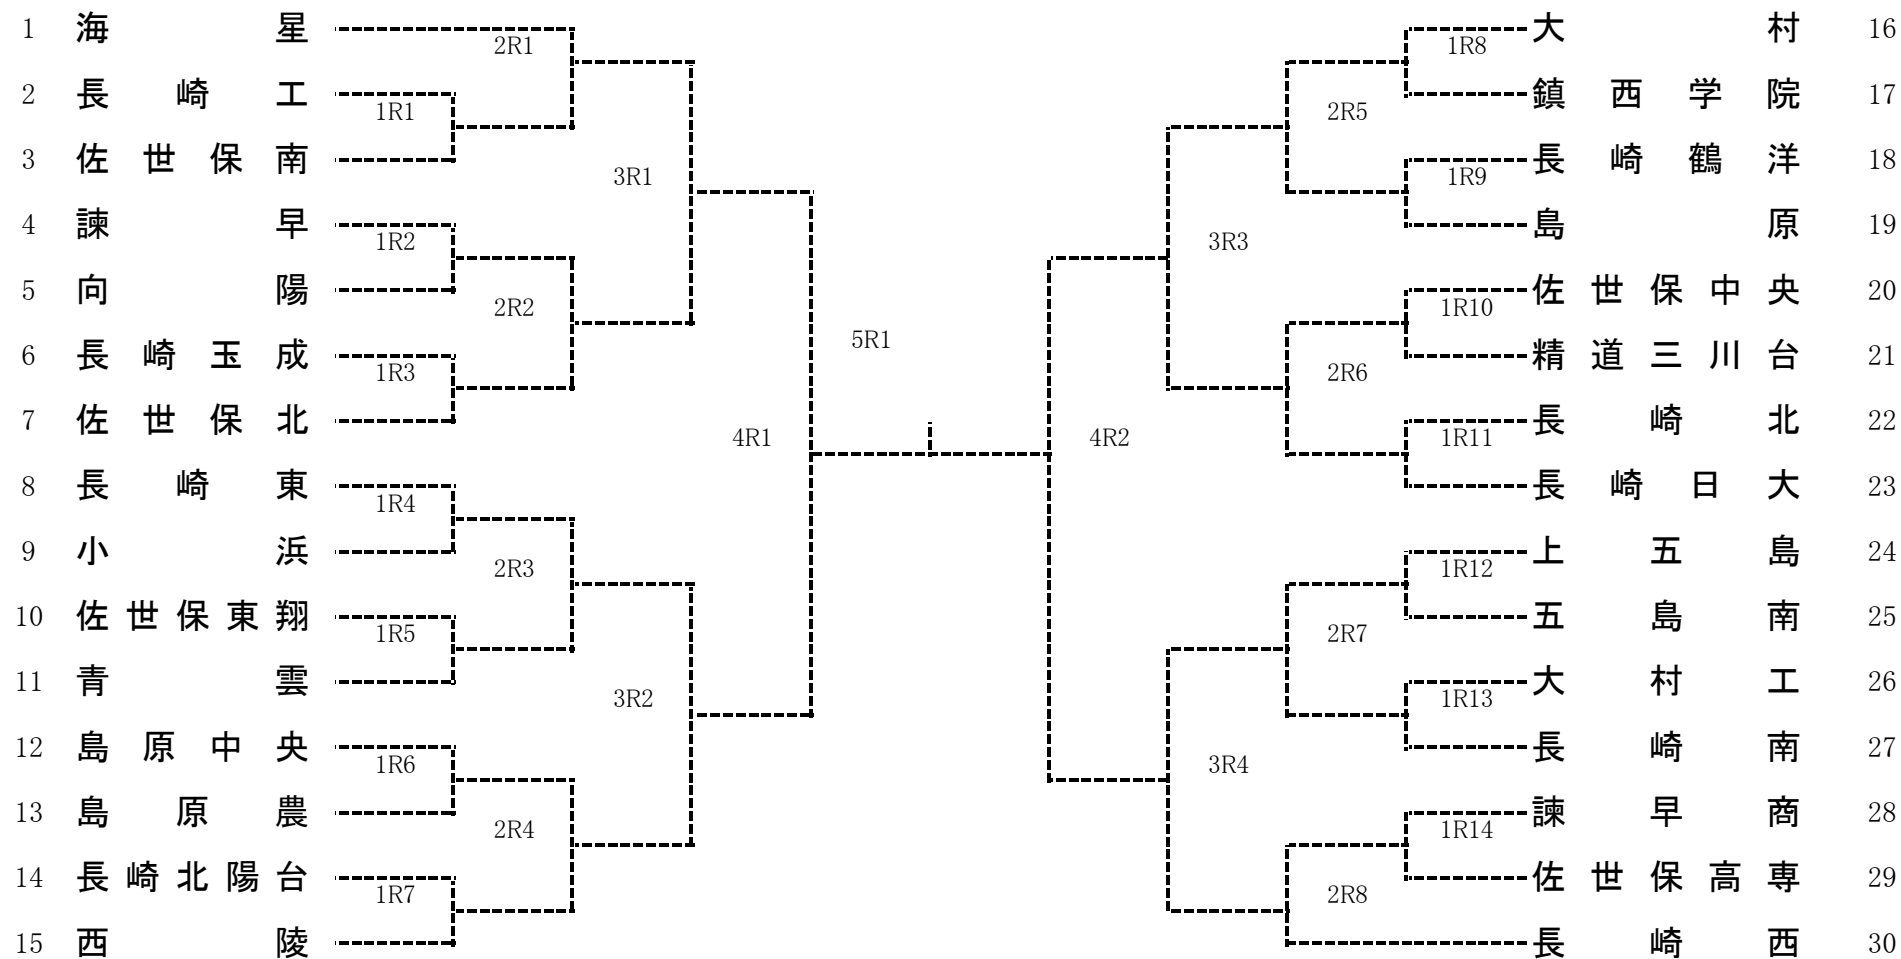 1 海星
2 長崎工
3 佐世保南
4 諫早
5 向陽
6 長崎玉成
7 佐世保北
8 長崎東
9 小浜
10 佐世保東翔
11 青雲
12 島原中央
13 島原農
14 長崎北陽台
15 西陵
1R1
1R2
1R3
1R4
1R5
1R6
1R7
2R1
2R2
2R3
2R4
3R1
3R2
4R1
5R1
4R2
3R3
3R4
2R5
2R6
2R7
2R8
1R8
1R9
1R10
1R11
1R12
1R13
1R14
大村 16
鎮西学院 17
長崎鶴洋 18
島原 19
佐世保中央 20
精道三川台 21
長崎北 22
長崎日大 23
上五島 24
五島南 25
大村工 26
長崎南 27
諫早商 28
佐世保高専 29
長崎西 30